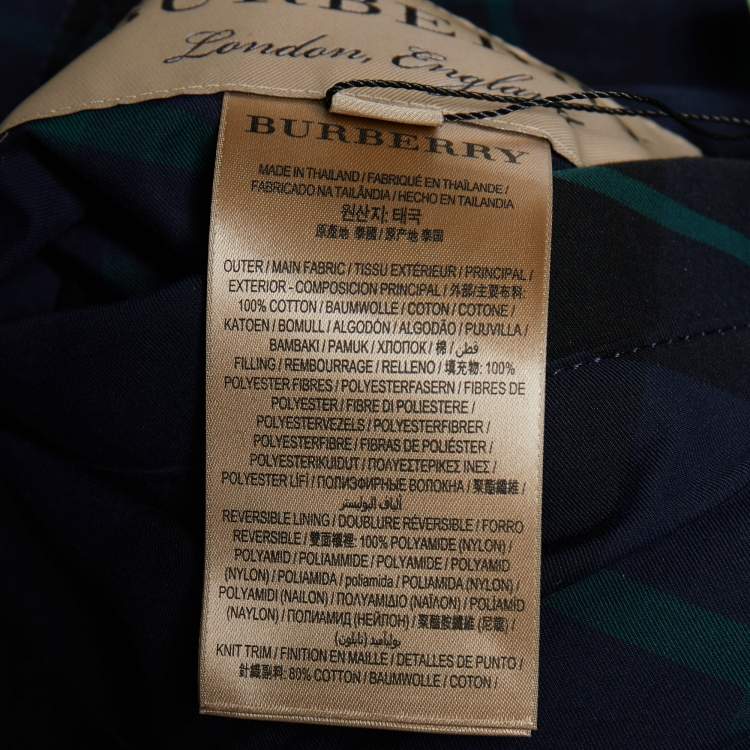 BURBERRY
London, England
BURBERRY
MADE IN THAILAND / FABRIQUÉ EN THAÏLANDE /
FABRICADO NA TAILÂNDIA / HECHO EN TAILANDIA
원산지: 태국
原產地 泰國 / 原产地 泰国
OUTER / MAIN FABRIC / TISSU EXTÉRIEUR / PRINCIPAL /
EXTERIOR - COMPOSICION PRINCIPAL / 外部/主要布料:
100% COTTON / BAUMWOLLE / COTON / COTONE /
KATOEN / BOMULL / ALGODÓN / ALGODÃO / PUUVILLA /
BAMBAKI / PAMUK / ХЛОПОК / 棉 / قطن /
FILLING / REMBOURRAGE / RELLENO / 填充物: 100%
POLYESTER FIBRES / POLYESTERFASERN / FIBRES DE
POLYESTER / FIBRE DI POLIESTERE /
POLYESTERVEZELS / POLYESTERFIBRER /
POLYESTERFIBRE / FIBRAS DE POLIÉSTER /
POLYESTERIKUIDUT / ΠΟΛΥΕΣΤΕΡΙΚΕΣ ΙΝΕΣ /
POLYESTER LİFİ / ПОЛИЭФИРНЫЕ ВОЛОКНА / 聚酯纖維 /
ألياف البوليستر
REVERSIBLE LINING / DOUBLURE RÉVERSIBLE / FORRO
REVERSIBLE / 雙面襯裡: 100% POLYAMIDE (NYLON) /
POLYAMID / POLIAMMIDE / POLYAMIDE / POLYAMID
(NYLON) / POLIAMIDA / poliamida / POLIAMIDA (NYLON) /
POLYAMIDI (NAILON) / ΠΟΛΥΑΜΙΔΙΟ (ΝΑΪΛΟΝ) / POLYAMID
(NAYLON) / ПОЛИАМИД (НЕЙЛОН) / 聚酯胺纖維 (尼龍) /
بولياميد (نايلون) /
KNIT TRIM / FINITION EN MAILLE / DETALLES DE PUNTO /
針織副料: 80% COTTON / BAUMWOLLE / COTON /